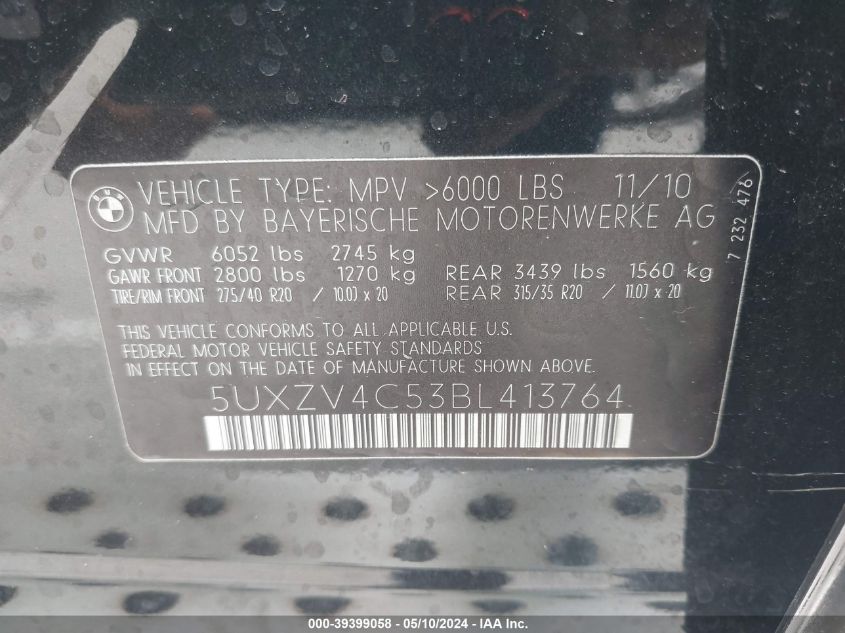 VEHICLE TYPE: MPV >6000 LBS 11/10
MFD BY BAYERISCHE MOTORENWERKE AG
GVWR 6052 lbs 2745 kg
GAWR FRONT 2800 lbs 1270 kg REAR 3439 lbs 1560 kg
TIRE/RIM FRONT 275/40 R20 / 10.0J x 20 REAR 315/35 R20 / 11.0J x 20
THIS VEHICLE CONFORMS TO ALL APPLICABLE U.S.
FEDERAL MOTOR VEHICLE SAFETY STANDARDS
IN EFFECT ON THE DATE OF MANUFACTURE SHOWN ABOVE.
5UXZV4C53BL413764
7 232 476
BMW
000-39399058 - 05/10/2024 - IAAI.COM